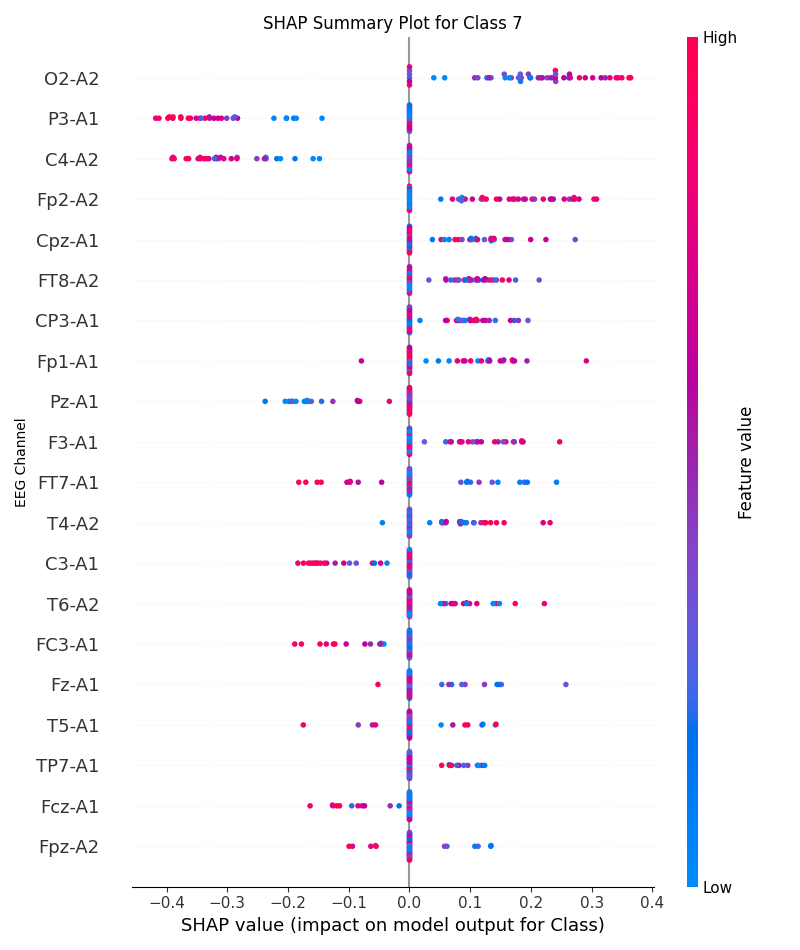 SHAP Summary Plot for Class 7
High
O2-A2
P3-A1
C4-A2
Fp2-A2
Cpz-A1
FT8-A2
CP3-A1
Fp1-A1
Pz-A1
F3-A1
FT7-A1
T4-A2
C3-A1
T6-A2
FC3-A1
Fz-A1
T5-A1
TP7-A1
Fcz-A1
Fpz-A2
EEG Channel
Feature value
Low
−0.4 −0.3 −0.2 −0.1 0.0 0.1 0.2 0.3 0.4
SHAP value (impact on model output for Class)